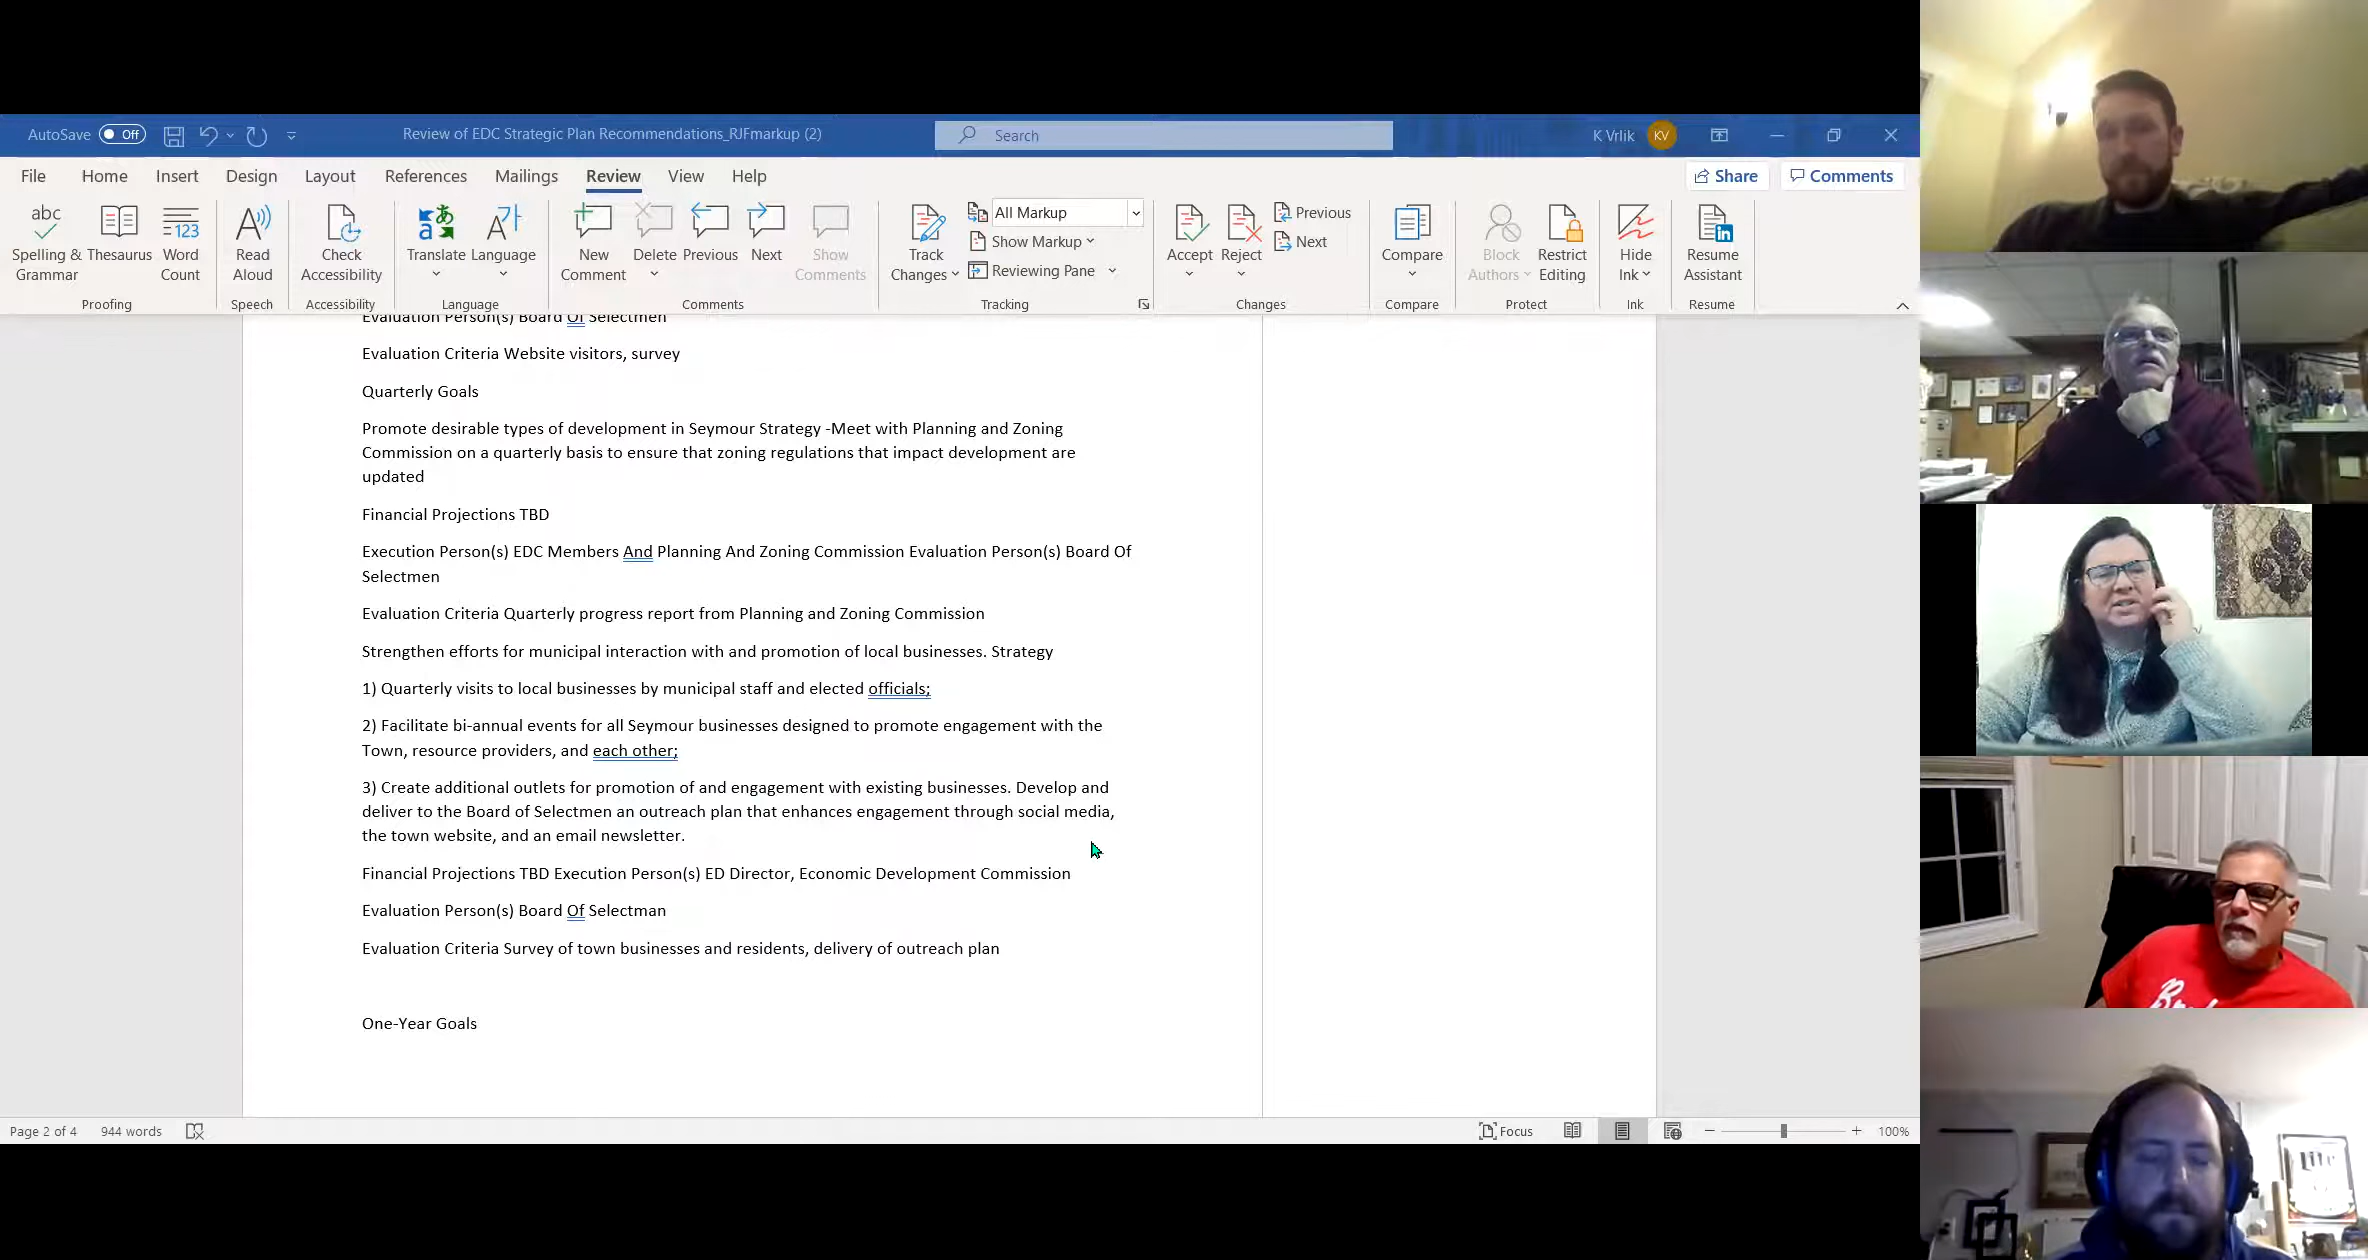 AutoSave Off Review of EDC Strategic Plan Recommendations_RJFmarkup (2) Search K Vrlik KV
File Home Insert Design Layout References Mailings Review View Help Share Comments
abc
Spelling &
Grammar
Thesaurus
123
Word
Count
Proofing
Read
Aloud
Speech
Check
Accessibility
Accessibility
Translate
Language
Language
New
Comment
Delete
Previous
Next
Show
Comments
Comments
Track
Changes
All Markup
Show Markup
Reviewing Pane
Tracking
Accept
Reject
Previous
Next
Changes
Compare
Compare
Block
Authors
Restrict
Editing
Protect
Hide
Ink
Ink
Resume
Assistant
Resume
Evaluation Person(s) Board Of Selectmen
Evaluation Criteria Website visitors, survey
Quarterly Goals
Promote desirable types of development in Seymour Strategy -Meet with Planning and Zoning
Commission on a quarterly basis to ensure that zoning regulations that impact development are
updated
Financial Projections TBD
Execution Person(s) EDC Members And Planning And Zoning Commission Evaluation Person(s) Board Of
Selectmen
Evaluation Criteria Quarterly progress report from Planning and Zoning Commission
Strengthen efforts for municipal interaction with and promotion of local businesses. Strategy
1) Quarterly visits to local businesses by municipal staff and elected officials;
2) Facilitate bi-annual events for all Seymour businesses designed to promote engagement with the
Town, resource providers, and each other;
3) Create additional outlets for promotion of and engagement with existing businesses. Develop and
deliver to the Board of Selectmen an outreach plan that enhances engagement through social media,
the town website, and an email newsletter.
Financial Projections TBD Execution Person(s) ED Director, Economic Development Commission
Evaluation Person(s) Board Of Selectman
Evaluation Criteria Survey of town businesses and residents, delivery of outreach plan
One-Year Goals
Page 2 of 4 944 words Focus 100%